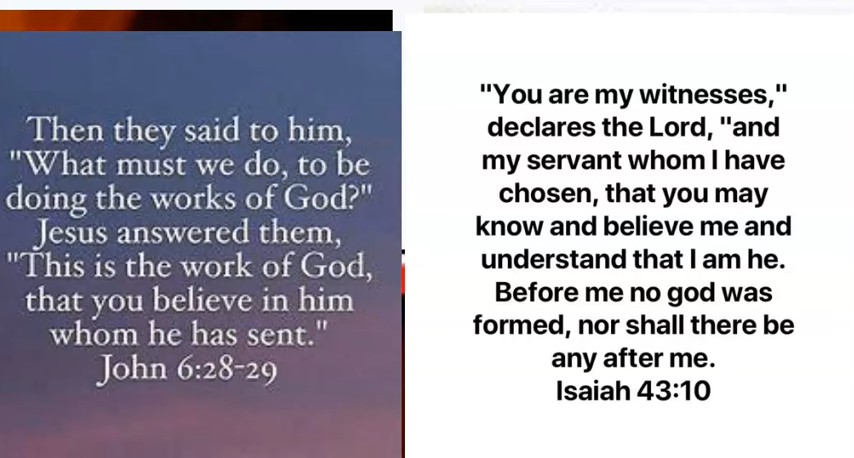 Then they said to him,
"What must we do, to be
doing the works of God?"
Jesus answered them,
"This is the work of God,
that you believe in him
whom he has sent."
John 6:28-29
"You are my witnesses,"
declares the Lord, "and
my servant whom I have
chosen, that you may
know and believe me and
understand that I am he.
Before me no god was
formed, nor shall there be
any after me.
Isaiah 43:10